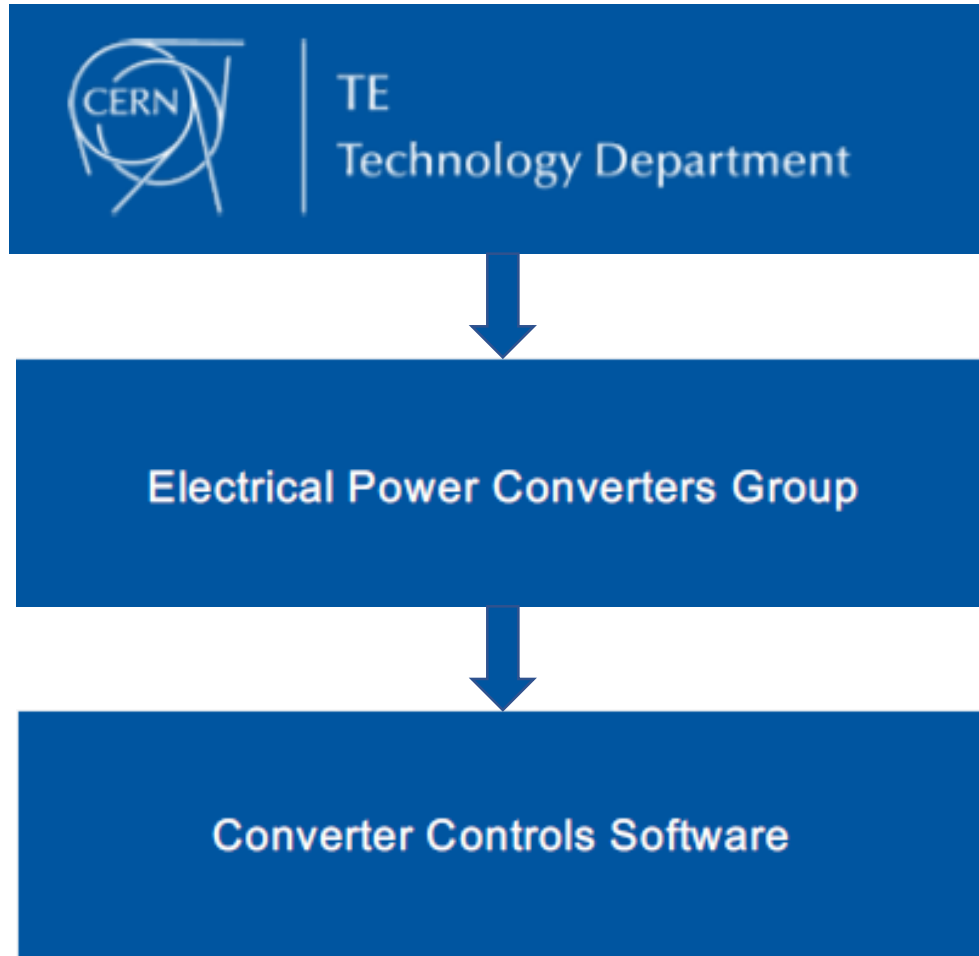 CERN
TE
Technology Department
Electrical Power Converters Group
Converter Controls Software